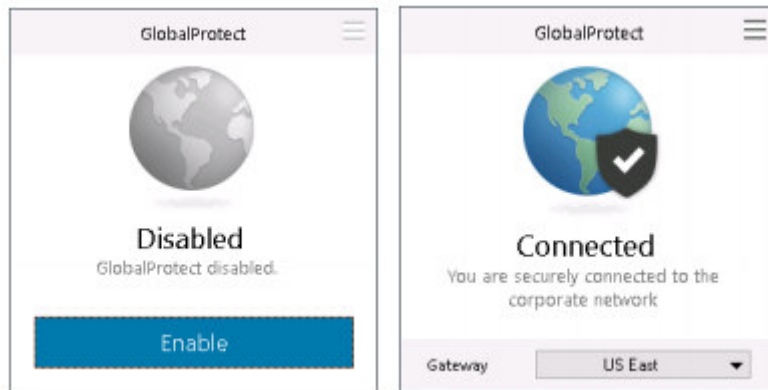 GlobalProtect
Disabled
GlobalProtect disabled.
Enable
GlobalProtect
Connected
You are securely connected to the
corporate network
Gateway
US East